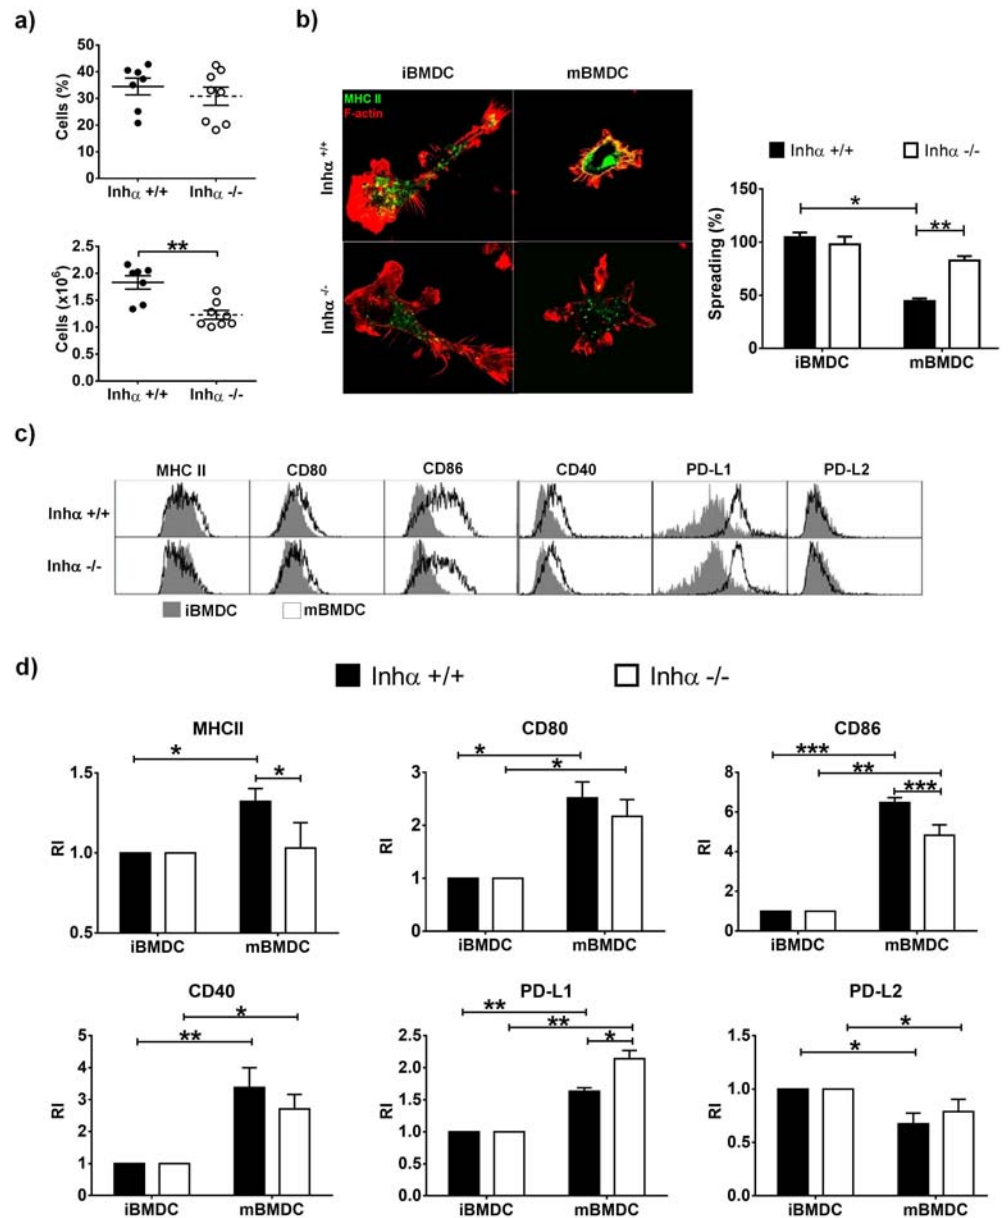 a)
50
40
30
20
10
0
Cells (%)
Inhα +/+ Inhα -/-
**
2.5
2.0
1.5
1.0
0.5
0.0
Cells (x10⁶)
Inhα +/+ Inhα -/-
b)
iBMDC mBMDC
MHC II
F-actin
Inhα +/+
Inhα -/-
Inhα +/+ Inhα -/-
150
100
50
0
Spreading (%)
*
**
iBMDC mBMDC
c)
MHC II CD80 CD86 CD40 PD-L1 PD-L2
Inhα +/+
Inhα -/-
iBMDC mBMDC
d)
Inhα +/+ Inhα -/-
MHCII
*
*
1.5
1.0
0.5
RI
iBMDC mBMDC
CD80
*
*
3
2
1
0
RI
iBMDC mBMDC
CD86
***
**
***
8
6
4
2
0
RI
iBMDC mBMDC
CD40
*
**
5
4
3
2
1
0
RI
iBMDC mBMDC
PD-L1
**
**
*
2.5
2.0
1.5
1.0
0.5
0.0
RI
iBMDC mBMDC
PD-L2
*
*
1.5
1.0
0.5
0.0
RI
iBMDC mBMDC